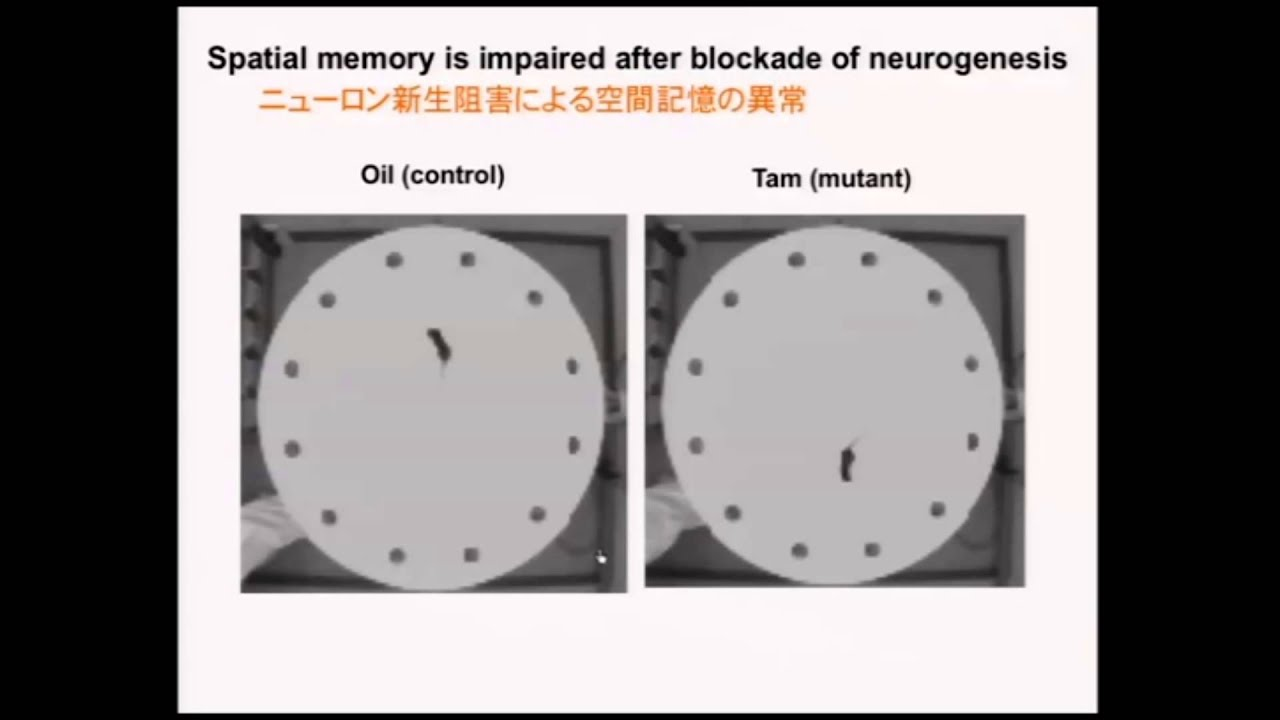 Spatial memory is impaired after blockade of neurogenesis
ニューロン新生阻害による空間記憶の異常
Oil (control)
Tam (mutant)